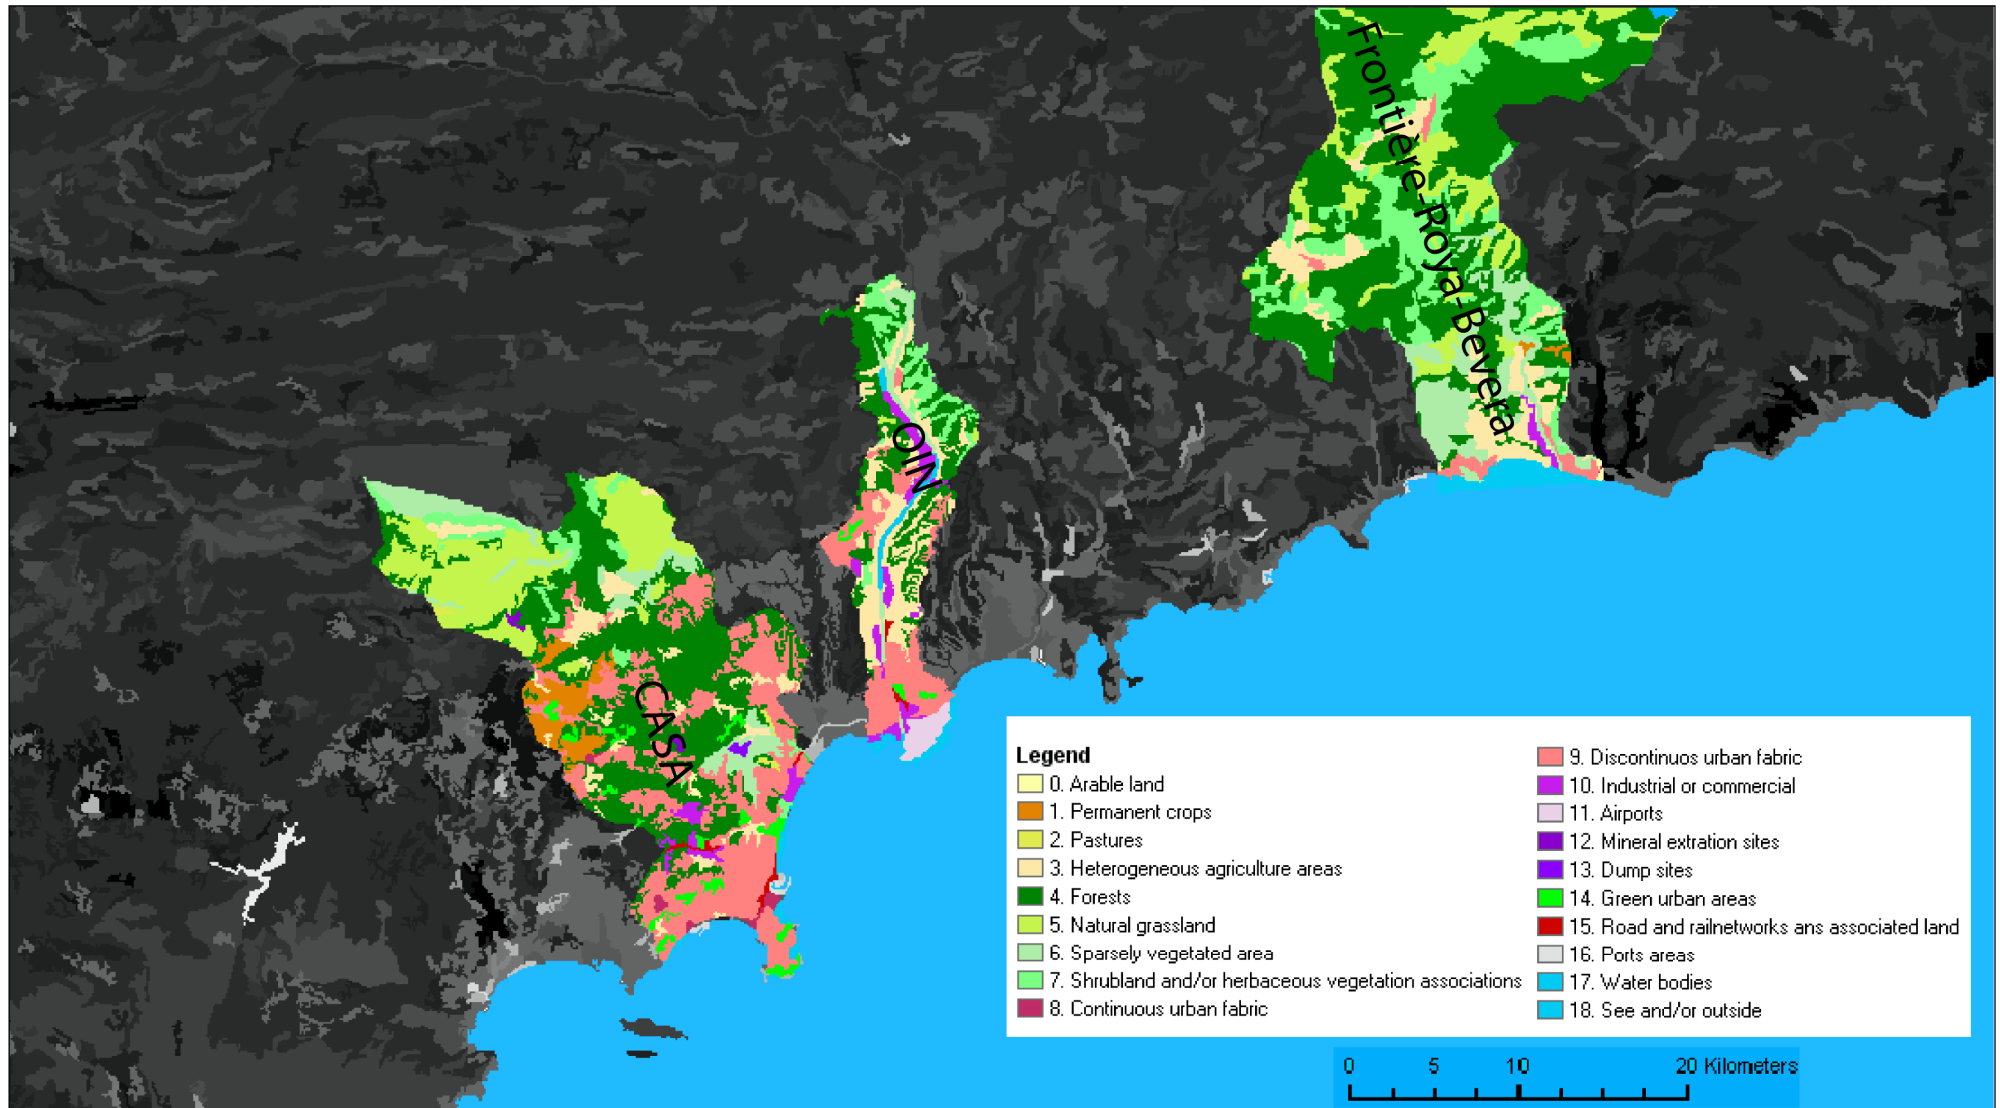 Frontière-Roya-Bevera
OIN
CASA
Legend
0. Arable land
1. Permanent crops
2. Pastures
3. Heterogeneous agriculture areas
4. Forests
5. Natural grassland
6. Sparsely vegetated area
7. Shrubland and/or herbaceous vegetation associations
8. Continuous urban fabric
9. Discontinuos urban fabric
10. Industrial or commercial
11. Airports
12. Mineral extration sites
13. Dump sites
14. Green urban areas
15. Road and railnetworks ans associated land
16. Ports areas
17. Water bodies
18. See and/or outside
0 5 10 20 Kilometers